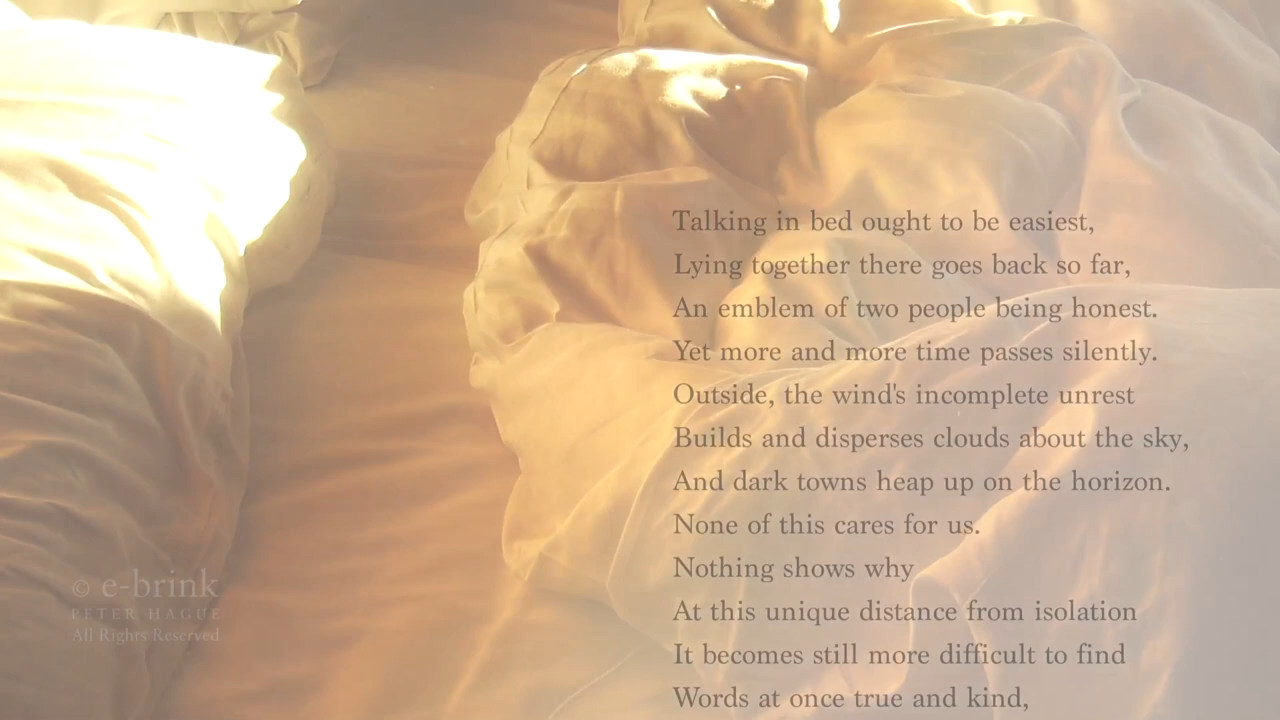 Talking in bed ought to be easiest,
Lying together there goes back so far,
An emblem of two people being honest.
Yet more and more time passes silently.
Outside, the wind's incomplete unrest
Builds and disperses clouds about the sky,
And dark towns heap up on the horizon.
None of this cares for us.
Nothing shows why
At this unique distance from isolation
It becomes still more difficult to find
Words at once true and kind,
© e-brink
PETER HAGUE
All Rights Reserved